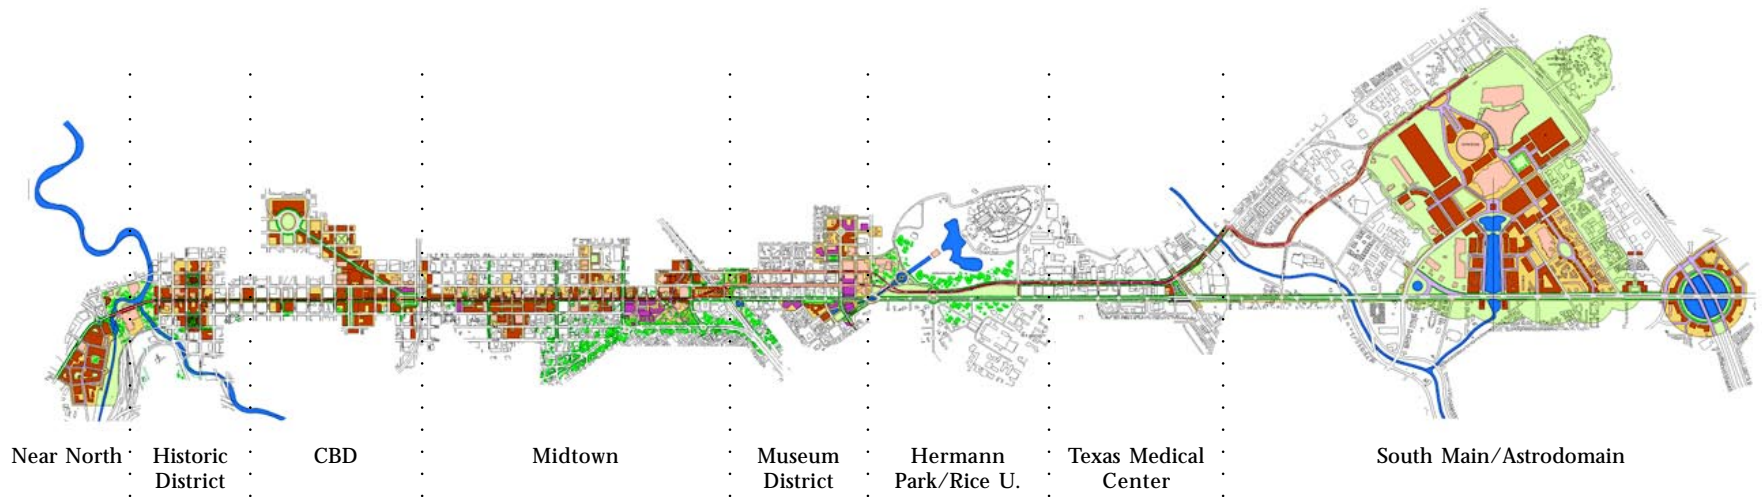 Near North
Historic
District
CBD
Midtown
Museum
District
Hermann
Park/Rice U.
Texas Medical
Center
South Main/Astrodomain